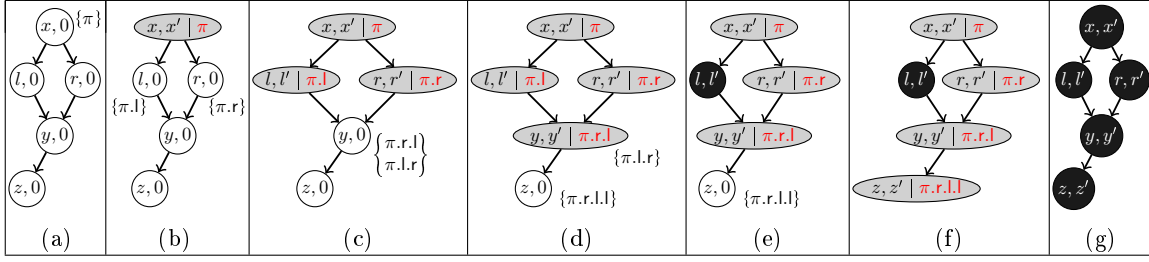 x, 0 {π}
l, 0 r, 0
y, 0
z, 0
(a)
x, x′ | π
l, 0 r, 0
{π.l} {π.r}
y, 0
z, 0
(b)
x, x′ | π
l, l′ | π.l r, r′ | π.r
y, 0 {π.r.l
π.l.r}
z, 0
(c)
x, x′ | π
l, l′ | π.l r, r′ | π.r
y, y′ | π.r.l
{π.l.r}
z, 0 {π.r.l.l}
(d)
x, x′ | π
l, l′ r, r′ | π.r
y, y′ | π.r.l
z, 0 {π.r.l.l}
(e)
x, x′ | π
l, l′ r, r′ | π.r
y, y′ | π.r.l
z, z′ | π.r.l.l
(f)
x, x′
l, l′ r, r′
y, y′
z, z′
(g)